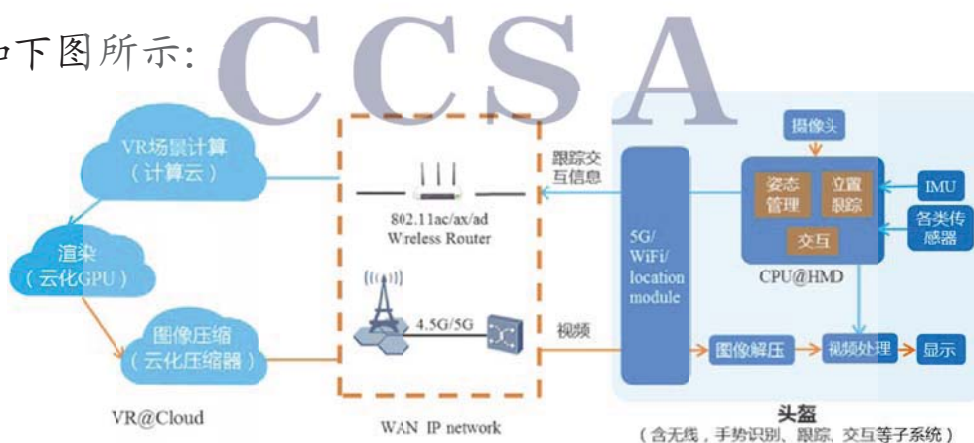 如下图所示:
CCSA
VR场景计算
(计算云)
渲染
(云化GPU)
图像压缩
(云化压缩器)
VR@Cloud
802.11ac/ax/ad
Wireless Router
4.5G/5G
WAN IP network
跟踪交
互信息
视频
5G/
WiFi/
location
module
摄像头
姿态
管理
立置
跟踪
交互
CPU@HMD
IMU
各类传
感器
图像解压
视频处理
显示
头盔
(含无线，手势识别、跟踪、交互等子系统)